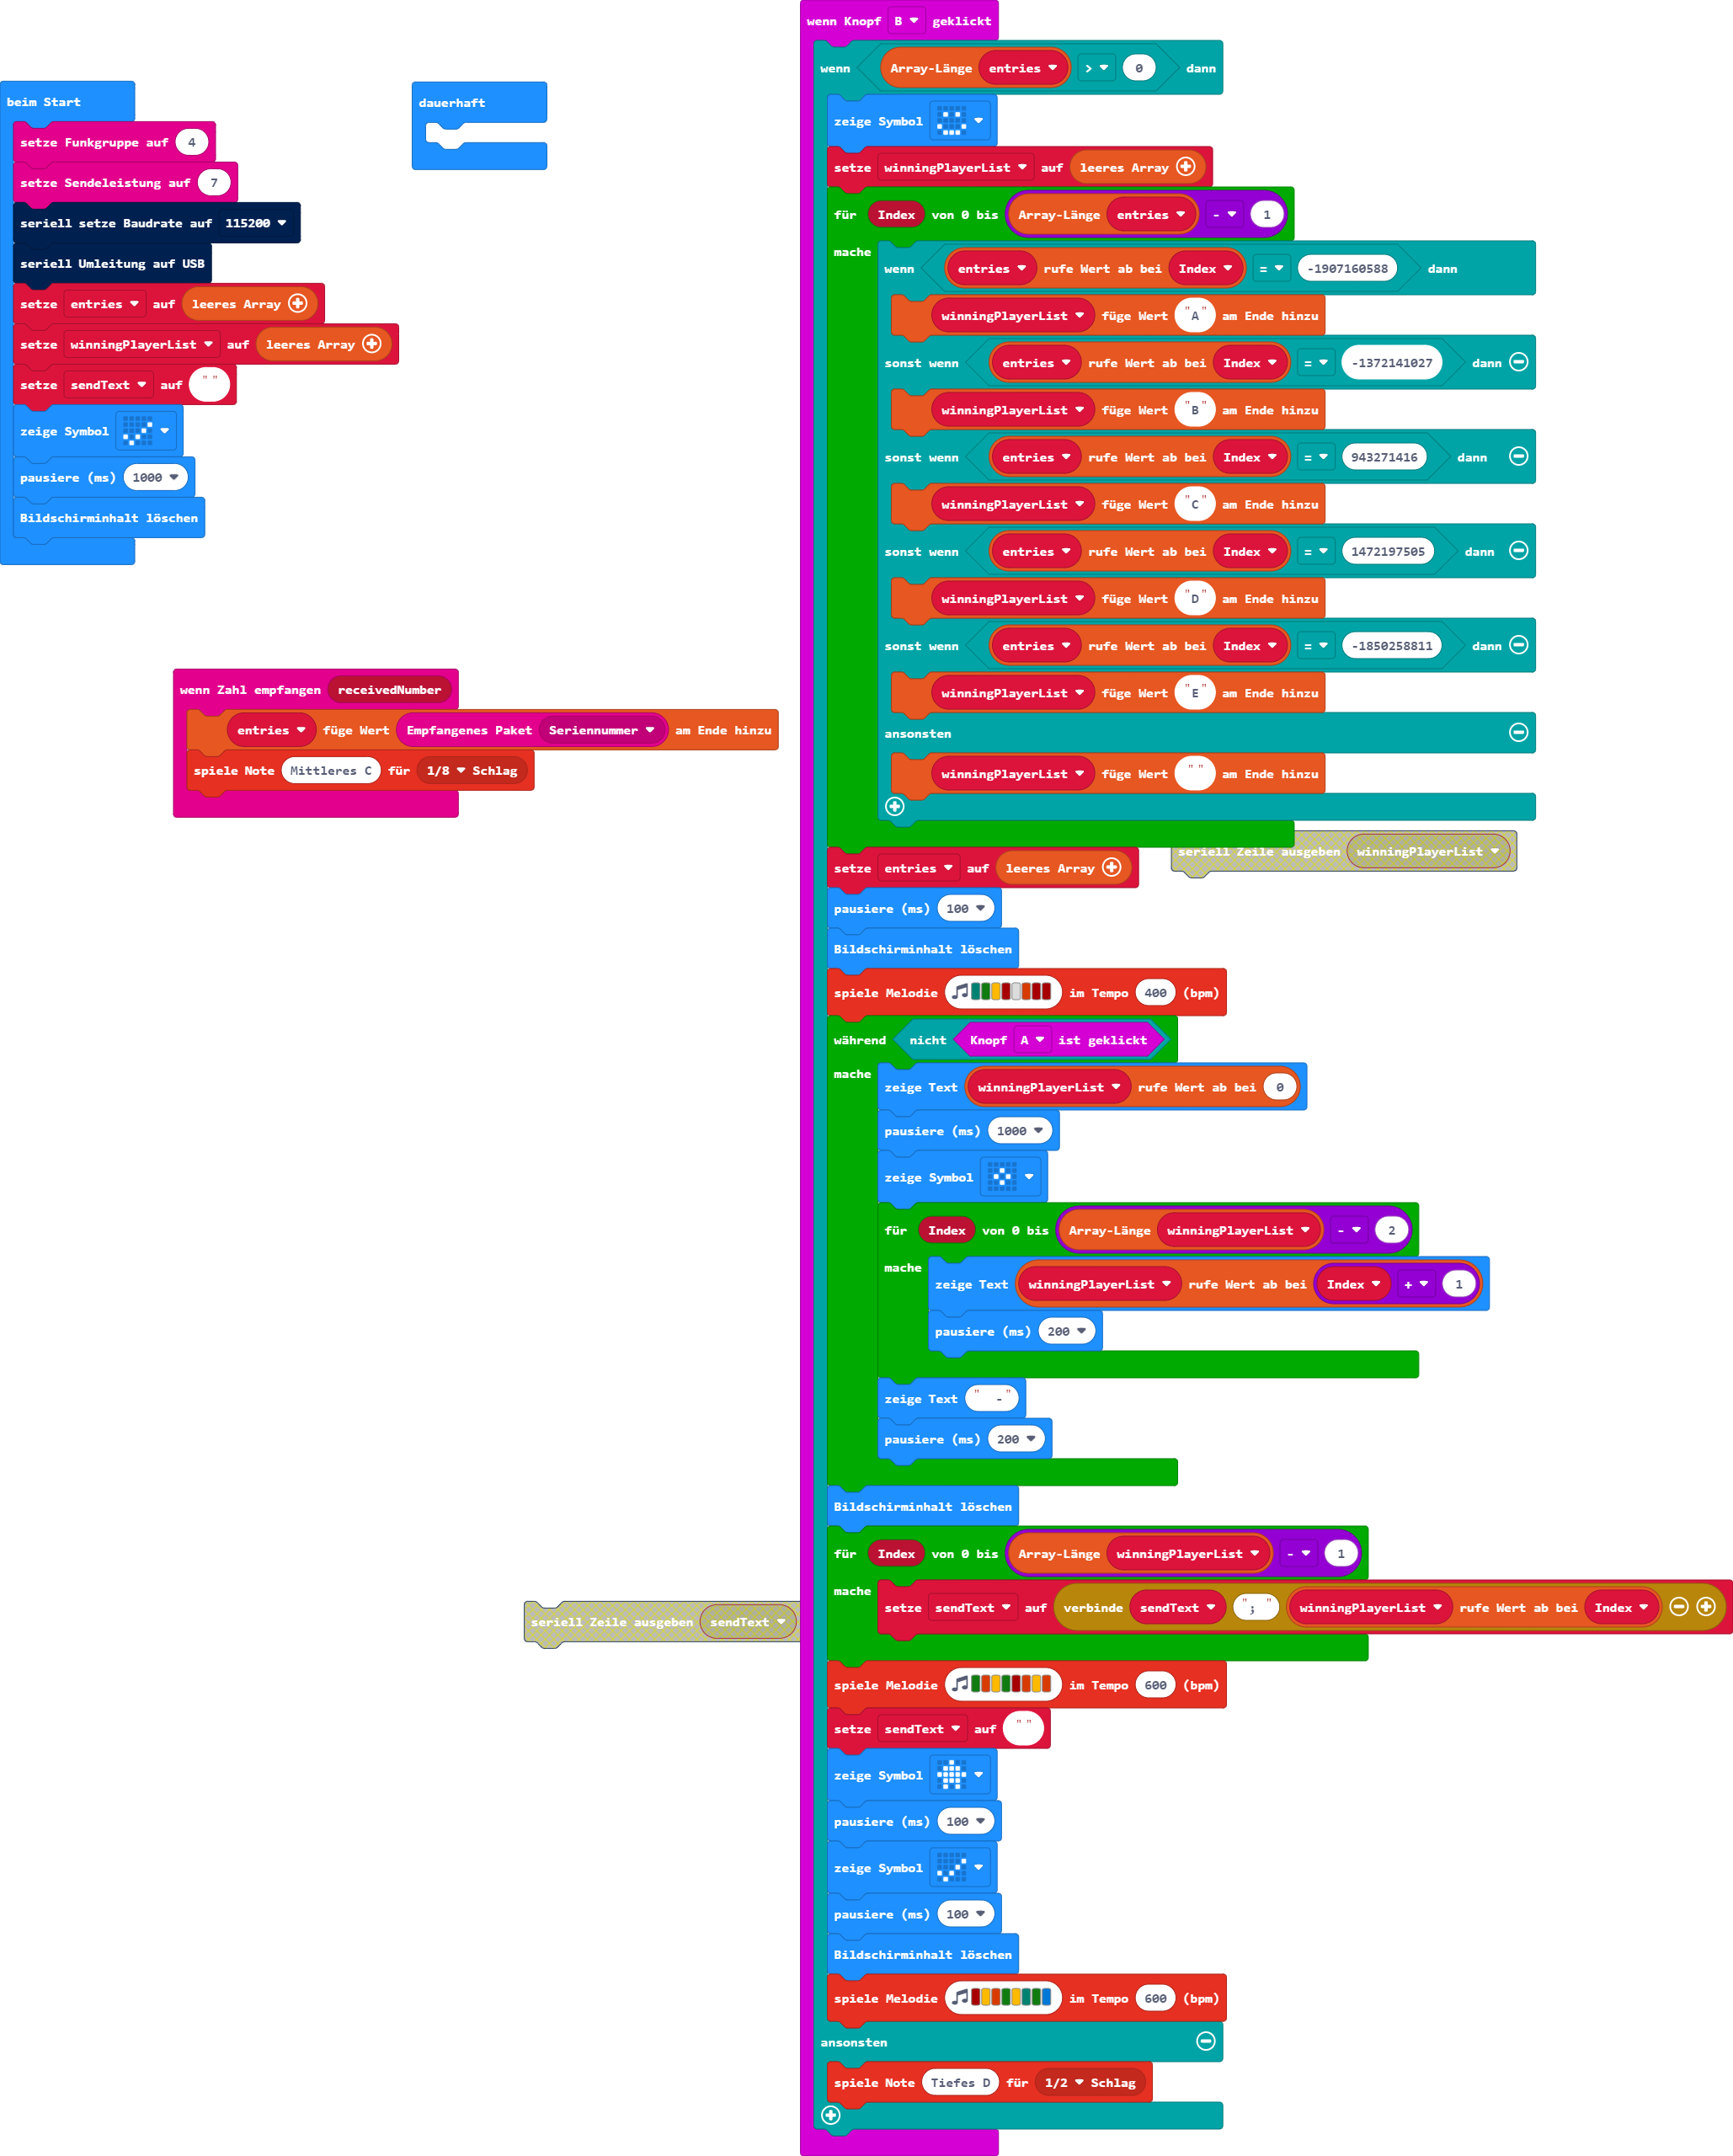 beim Start
setze Funkgruppe auf 4
setze Sendeleistung auf 7
seriell setze Baudrate auf 115200
seriell Umleitung auf USB
setze entries auf leeres Array
setze winningPlayerList auf leeres Array
setze sendText auf " "
zeige Symbol
pausiere (ms) 1000
Bildschirminhalt löschen
dauerhaft
wenn Zahl empfangen receivedNumber
entries füge Wert Empfangenes Paket Seriennummer am Ende hinzu
spiele Note Mittleres C für 1/8 Schlag
wenn Knopf B geklickt
wenn Array-Länge entries > 0 dann
zeige Symbol
setze winningPlayerList auf leeres Array
für Index von 0 bis Array-Länge entries - 1
mache
wenn entries rufe Wert ab bei Index = -1907160588 dann
winningPlayerList füge Wert "A" am Ende hinzu
sonst wenn entries rufe Wert ab bei Index = -1372141027 dann
winningPlayerList füge Wert "B" am Ende hinzu
sonst wenn entries rufe Wert ab bei Index = 943271416 dann
winningPlayerList füge Wert "C" am Ende hinzu
sonst wenn entries rufe Wert ab bei Index = 1472197505 dann
winningPlayerList füge Wert "D" am Ende hinzu
sonst wenn entries rufe Wert ab bei Index = -1850258811 dann
winningPlayerList füge Wert "E" am Ende hinzu
ansonsten
winningPlayerList füge Wert " " am Ende hinzu
seriell Zeile ausgeben winningPlayerList
setze entries auf leeres Array
pausiere (ms) 100
Bildschirminhalt löschen
spiele Melodie im Tempo 400 (bpm)
während nicht Knopf A ist geklickt
mache
zeige Text winningPlayerList rufe Wert ab bei 0
pausiere (ms) 1000
zeige Symbol
für Index von 0 bis Array-Länge winningPlayerList - 2
mache
zeige Text winningPlayerList rufe Wert ab bei Index + 1
pausiere (ms) 200
zeige Text "  -"
pausiere (ms) 200
Bildschirminhalt löschen
für Index von 0 bis Array-Länge winningPlayerList - 1
mache
setze sendText auf verbinde sendText "; " winningPlayerList rufe Wert ab bei Index
seriell Zeile ausgeben sendText
spiele Melodie im Tempo 600 (bpm)
setze sendText auf " "
zeige Symbol
pausiere (ms) 100
zeige Symbol
pausiere (ms) 100
Bildschirminhalt löschen
spiele Melodie im Tempo 600 (bpm)
ansonsten
spiele Note Tiefes D für 1/2 Schlag